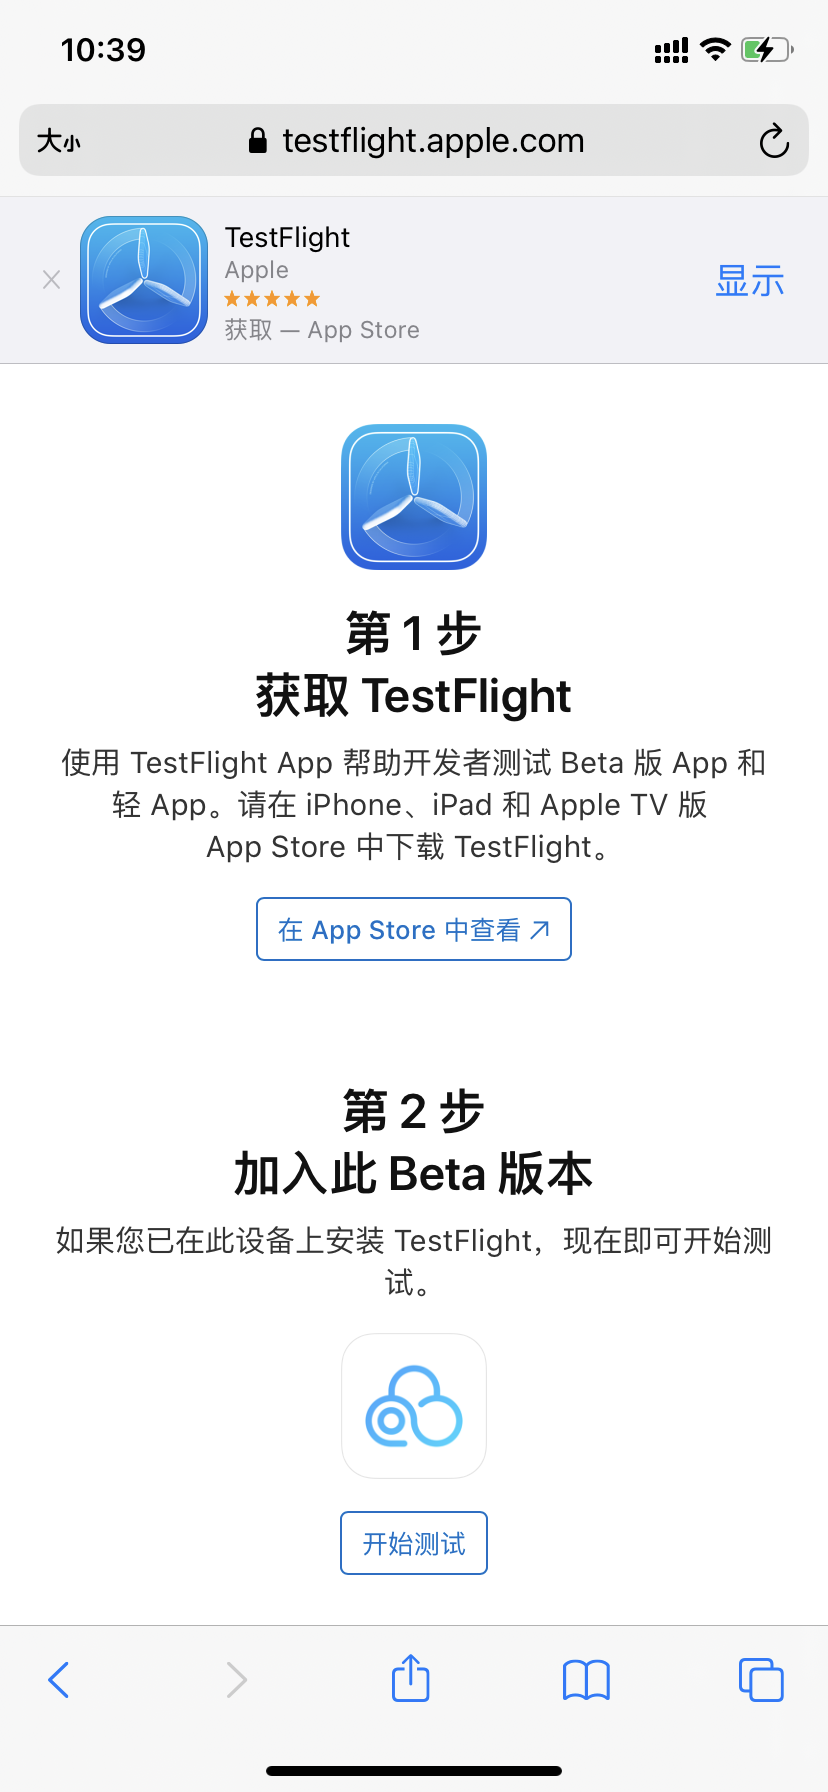 10:39
大小 testflight.apple.com
TestFlight
Apple
获取 — App Store
显示
第 1 步
获取 TestFlight
使用 TestFlight App 帮助开发者测试 Beta 版 App 和
轻 App。请在 iPhone、iPad 和 Apple TV 版
App Store 中下载 TestFlight。
在 App Store 中查看
第 2 步
加入此 Beta 版本
如果您已在此设备上安装 TestFlight，现在即可开始测
试。
开始测试